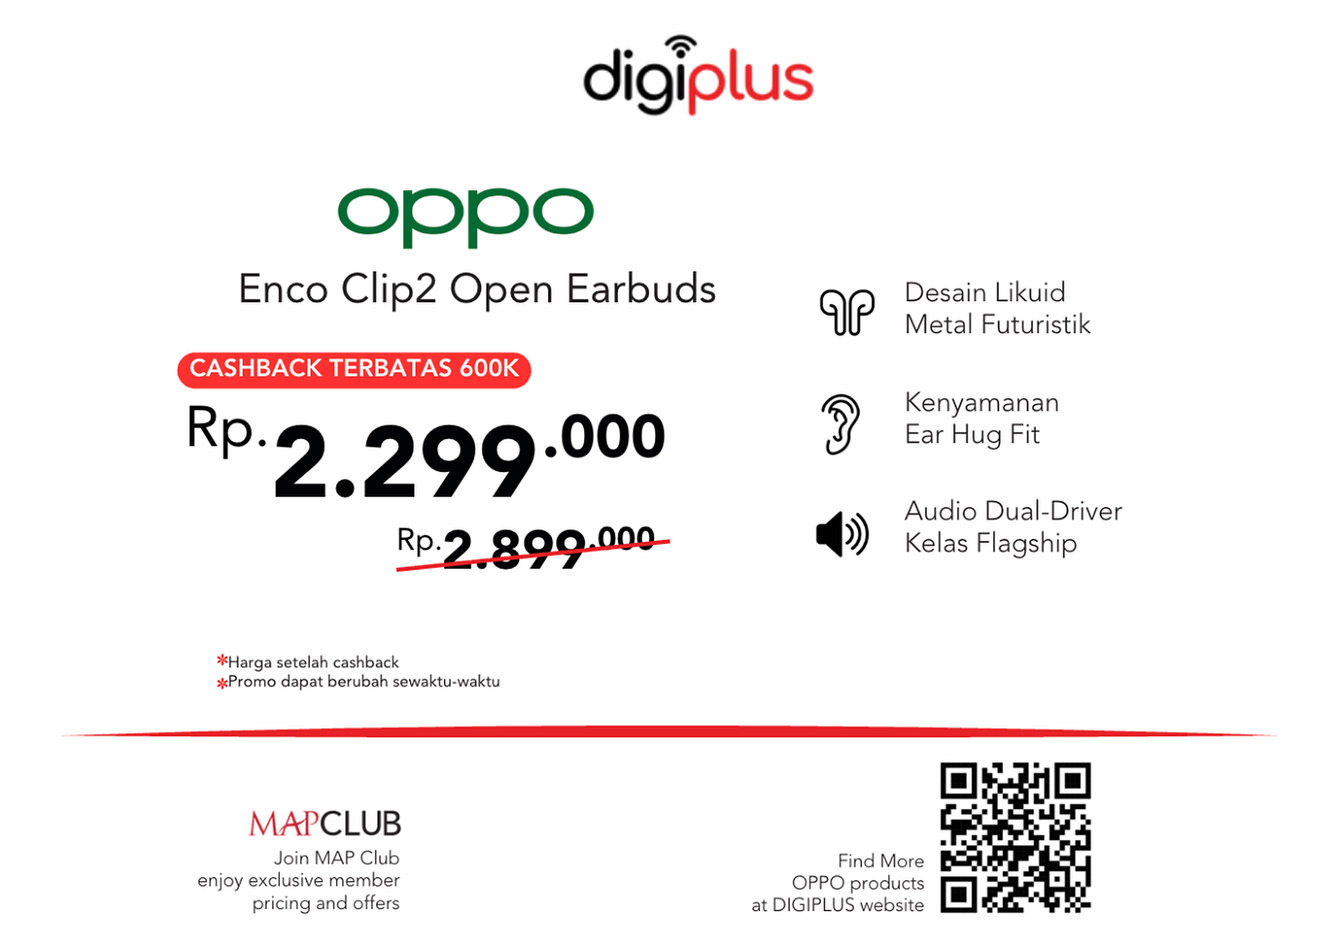 digiplus
oppo
Enco Clip2 Open Earbuds
CASHBACK TERBATAS 600K
Rp.2.299.000
Rp.2.899.000
*Harga setelah cashback
*Promo dapat berubah sewaktu-waktu
Desain Likuid
Metal Futuristik
Kenyamanan
Ear Hug Fit
Audio Dual-Driver
Kelas Flagship
MAPCLUB
Join MAP Club
enjoy exclusive member
pricing and offers
Find More
OPPO products
at DIGIPLUS website